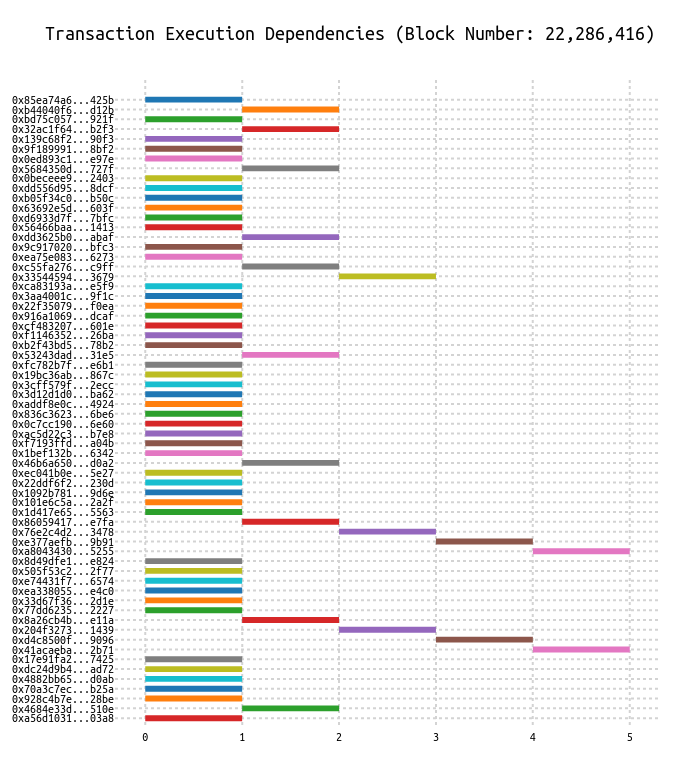 Transaction Execution Dependencies (Block Number: 22,286,416)
0x85ea74a6...425b
0xb44040f6...d12b
0xbd75c057...921f
0x32ac1f64...b2f3
0x139c68f2...90f3
0x9f189991...8bf2
0x0ed893c1...e97e
0x5684350d...727f
0x0beceee9...2403
0xdd556d95...8dcf
0xb05f34c0...b50c
0x63692e5d...603f
0xd6933d7f...7bfc
0x56466baa...1413
0xdd3625b0...abaf
0x9c917020...bfc3
0xea75e083...6273
0xc55fa276...c9ff
0x33544594...3679
0xca83193a...e5f9
0x3aa4001c...9f1c
0x22f35079...f0ea
0x916a1069...dcaf
0xcf483207...601e
0xf1146352...26ba
0xb2f43bd5...78b2
0x53243dad...31e5
0xfc782b7f...e6b1
0x19bc36ab...867c
0x3cff579f...2ecc
0x3d12d1d0...ba62
0xaddf8e0c...4924
0x836c3623...6be6
0x0c7cc190...6e60
0xac5d22c3...b7e8
0xf7193ffd...a04b
0x1bef132b...6342
0x46b6a650...d0a2
0xec041b0e...5e27
0x22ddf6f2...230d
0x1092b781...9d6e
0x101e6c5a...2a2f
0x1d417e65...5563
0x86059417...e7fa
0x76e2c4d2...3478
0xe377aefb...9b91
0xa8043430...5255
0x8d49dfe1...e824
0x505f53c2...2f77
0xe74431f7...6574
0xea338055...e4c0
0x33d67f36...2d1e
0x77dd6235...2227
0x8a26cb4b...e11a
0x204f3273...1439
0xd4c8500f...9096
0x41acaeba...2b71
0x17e91fa2...7425
0xdc24d9b4...ad72
0x4882bb65...d0ab
0x70a3c7ec...b25a
0x928c4b7e...28be
0x4684e33d...510e
0xa56d1031...03a8
0 1 2 3 4 5